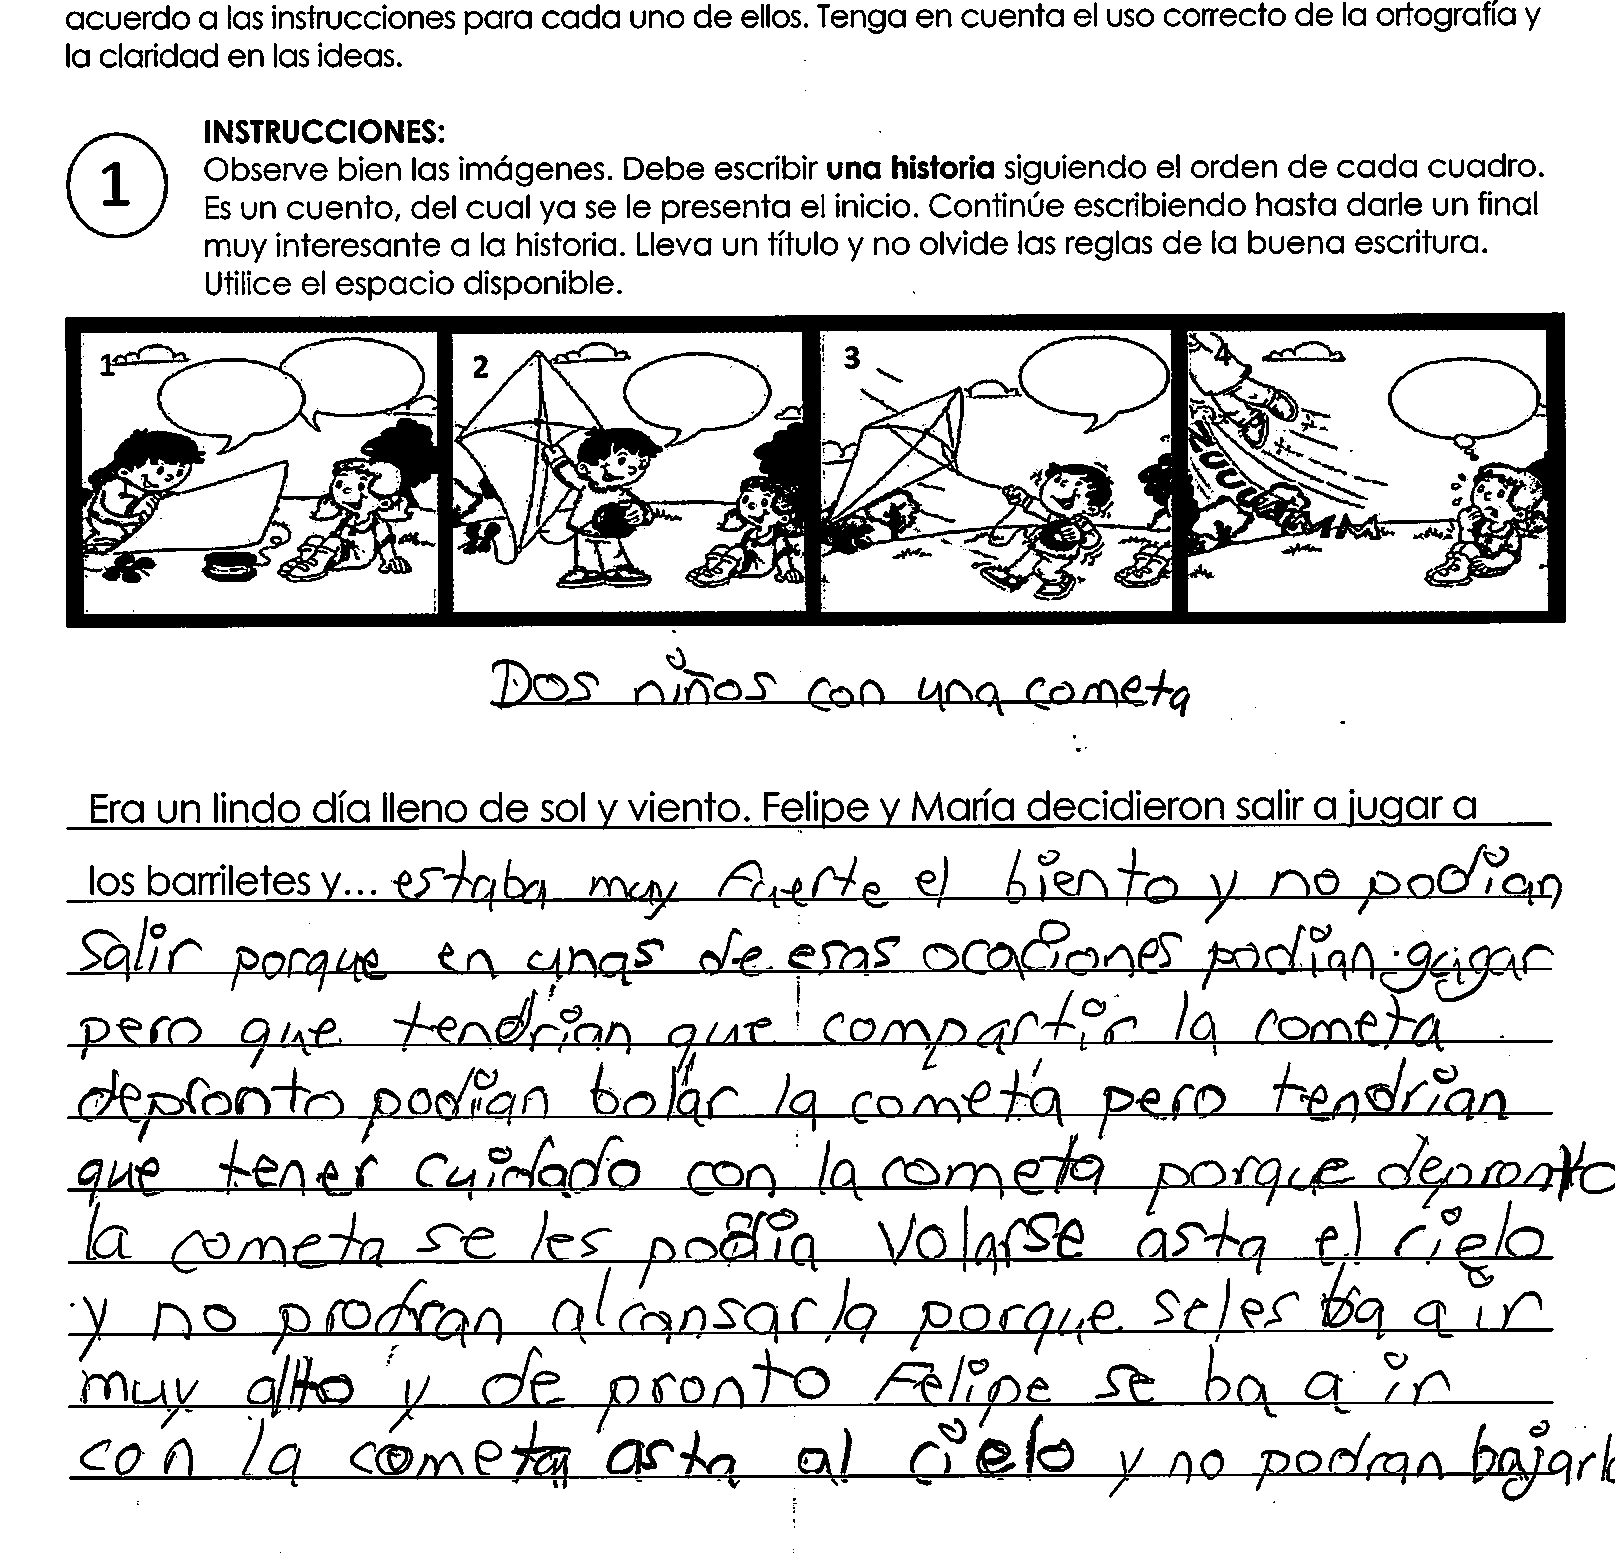 acuerdo a las instrucciones para cada uno de ellos. Tenga en cuenta el uso correcto de la ortografía y
la claridad en las ideas.
1
INSTRUCCIONES:
Observe bien las imágenes. Debe escribir una historia siguiendo el orden de cada cuadro.
Es un cuento, del cual ya se le presenta el inicio. Continúe escribiendo hasta darle un final
muy interesante a la historia. Lleva un título y no olvide las reglas de la buena escritura.
Utilice el espacio disponible.
1 2 3 4
ZUUUUMMM
Dos niños con una cometa
Era un lindo día lleno de sol y viento. Felipe y María decidieron salir a jugar a
los barriletes y... estaba muy Fuerte el biento y no podian
Salir porque en unas de esas ocaciones podian gugar
pero que tendrian que compartir la cometa
depronto podian bolar la cometa pero tendrian
que tener cuidado con la cometa porque depronto
la cometa se les podia volarse asta el cielo
y no prodran alcansarla porque seles ba a ir
muy alto y de pronto Felipe se ba a ir
con la cometa asta al cielo y no podran bajarlo